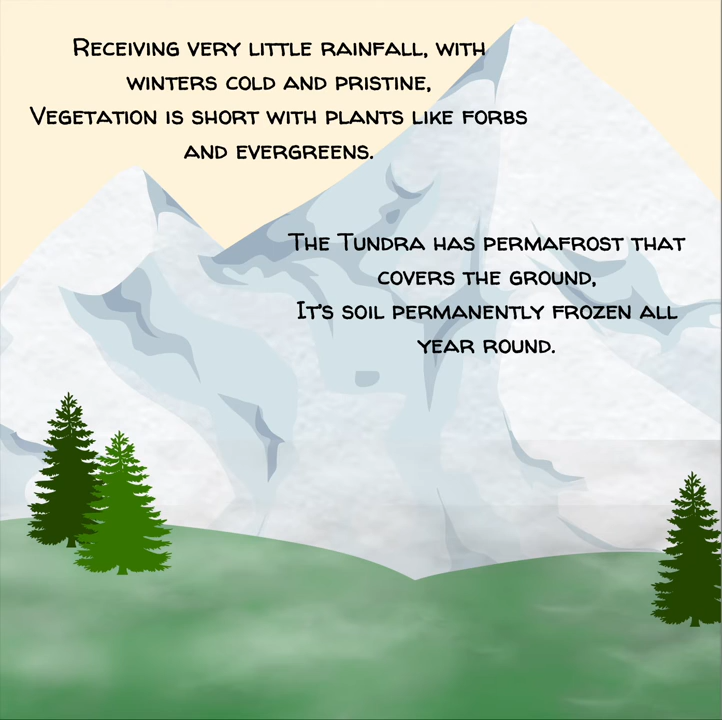 Receiving very little rainfall, with
winters cold and pristine,
Vegetation is short with plants like forbs
and evergreens.
The Tundra has permafrost that
covers the ground,
It's soil permanently frozen all
year round.